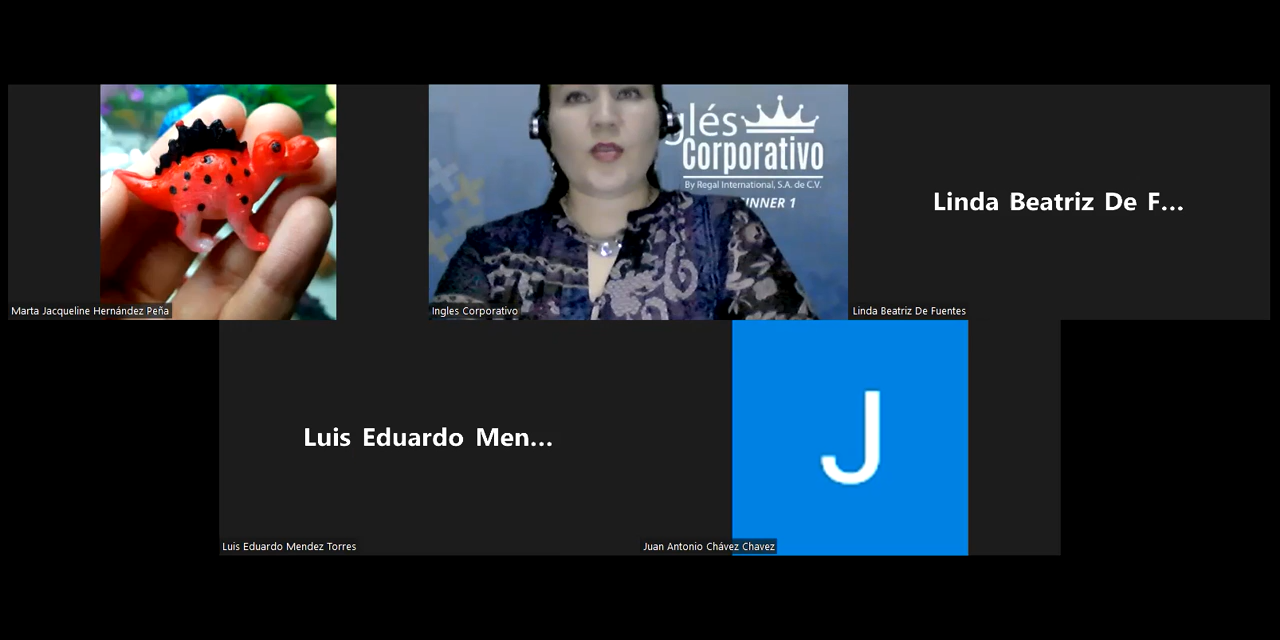 glés
Corporativo
By Regal International, S.A. de C.V.
INNER 1
Linda Beatriz De F...
Marta Jacqueline Hernández Peña
Ingles Corporativo
Linda Beatriz De Fuentes
Luis Eduardo Men...
J
Luis Eduardo Mendez Torres
Juan Antonio Chávez Chavez